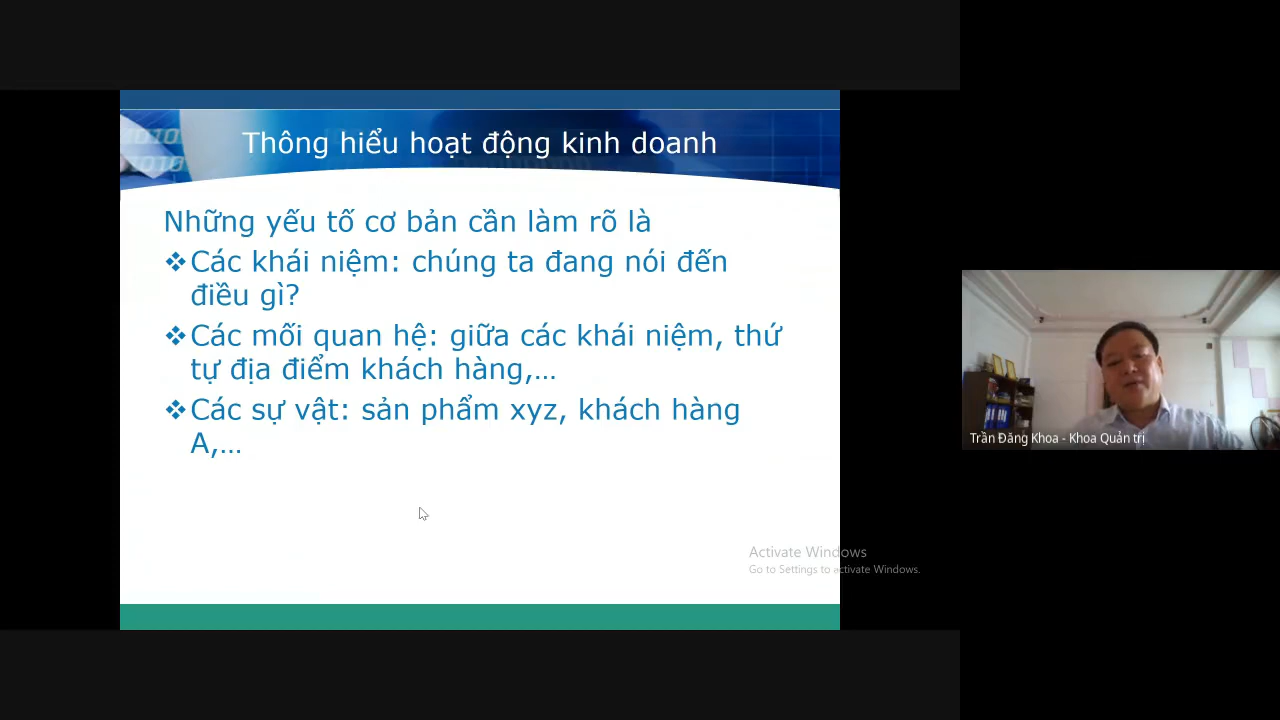 Thông hiểu hoạt động kinh doanh
Những yếu tố cơ bản cần làm rõ là
❖Các khái niệm: chúng ta đang nói đến
điều gì?
❖Các mối quan hệ: giữa các khái niệm, thứ
tự địa điểm khách hàng,…
❖Các sự vật: sản phẩm xyz, khách hàng
A,…
Activate Windows
Go to Settings to activate Windows.
Trần Đăng Khoa - Khoa Quản trị